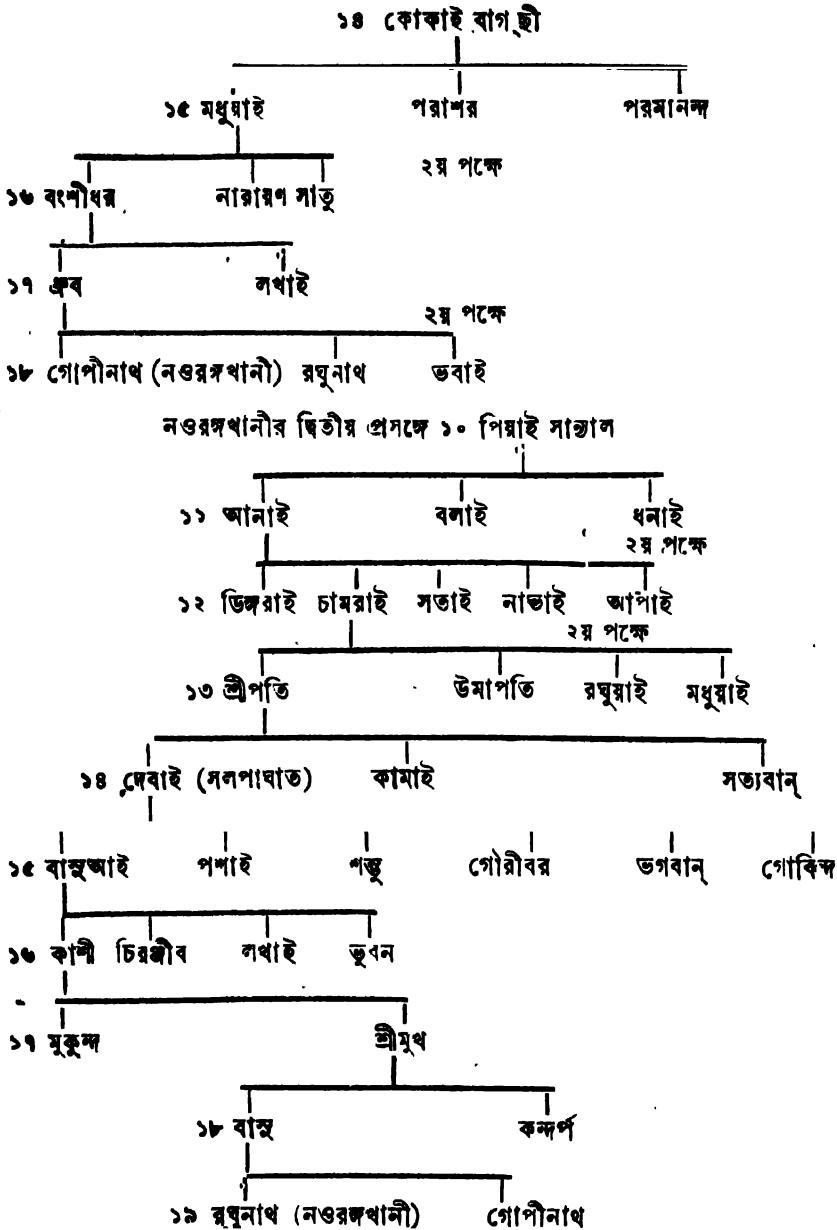 ১৪ কোকাই বাগ্‌ছী
১৫ মধুয়াই পরাশর পরমানন্দ
২য় পক্ষে
১৬ বংশীধর নারায়ণ সাতু
১৭ ধ্রুব লখাই
২য় পক্ষে
১৮ গোপীনাথ (নওরঙ্গখানী) রঘুনাথ ভবাই
নওরঙ্গখানীর দ্বিতীয় প্রসঙ্গে ১০ পিয়াই সান্তাল
১১ আনাই বলাই ধনাই
২য় পক্ষে
১২ ডিঙ্গরাই চামরাই সতাই নাভাই আপাই
২য় পক্ষে
১৩ শ্রীপতি উমাপতি রঘুয়াই মধুয়াই
১৪ দেবাই (সলপাঘাত) কামাই সত্যবান্
১৫ বাসুআই পশাই শম্ভু গৌরীবর ভগবান্ গোবিন্দ
১৬ কাশী চিরঞ্জীব লখাই ভুবন
১৭ মুকুন্দ শ্রীমুখ
১৮ বাসু কন্দর্প
১৯ রঘুনাথ (নওরঙ্গখানী) গোপীনাথ